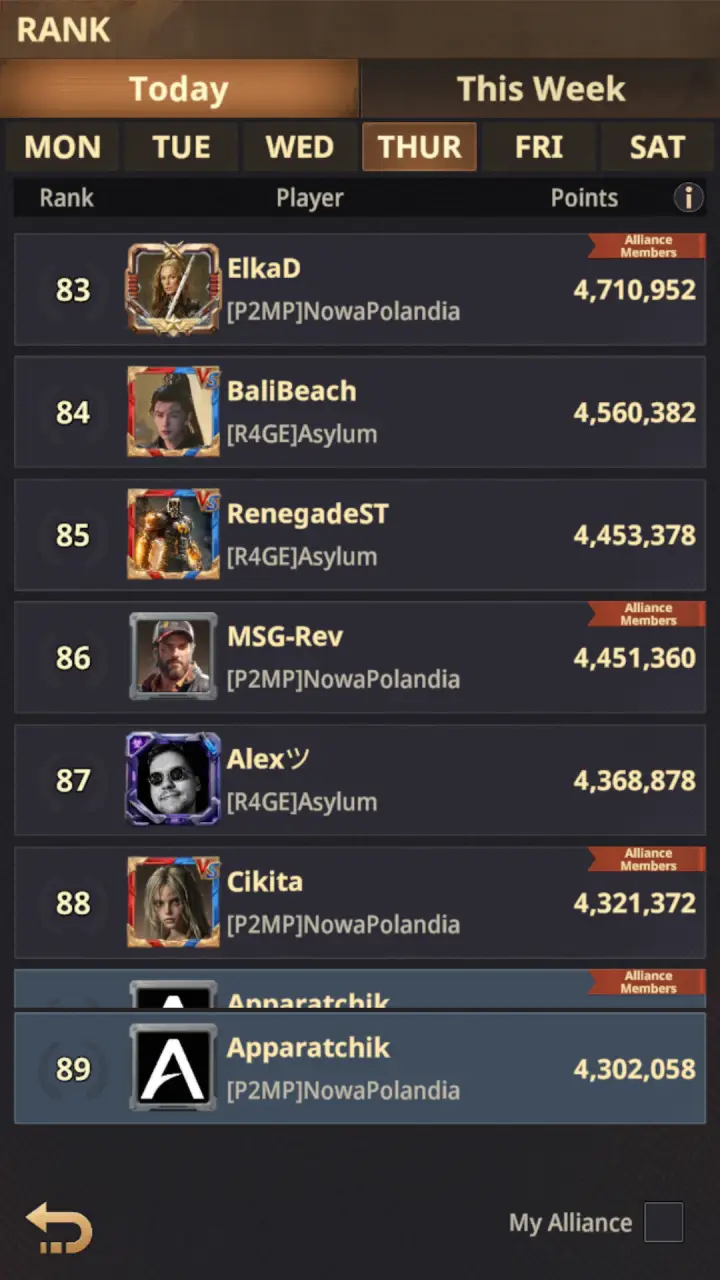 RANK
Today
This Week
MON
TUE
WED
THUR
FRI
SAT
Rank
Player
Points
Alliance
Members
83
ElkaD
[P2MP]NowaPolandia
4,710,952
84
BaliBeach
[R4GE]Asylum
4,560,382
85
RenegadeST
[R4GE]Asylum
4,453,378
Alliance
Members
86
MSG-Rev
[P2MP]NowaPolandia
4,451,360
87
Alexツ
[R4GE]Asylum
4,368,878
Alliance
Members
88
Cikita
[P2MP]NowaPolandia
4,321,372
Alliance
Members
Apparatchik
89
Apparatchik
[P2MP]NowaPolandia
4,302,058
My Alliance